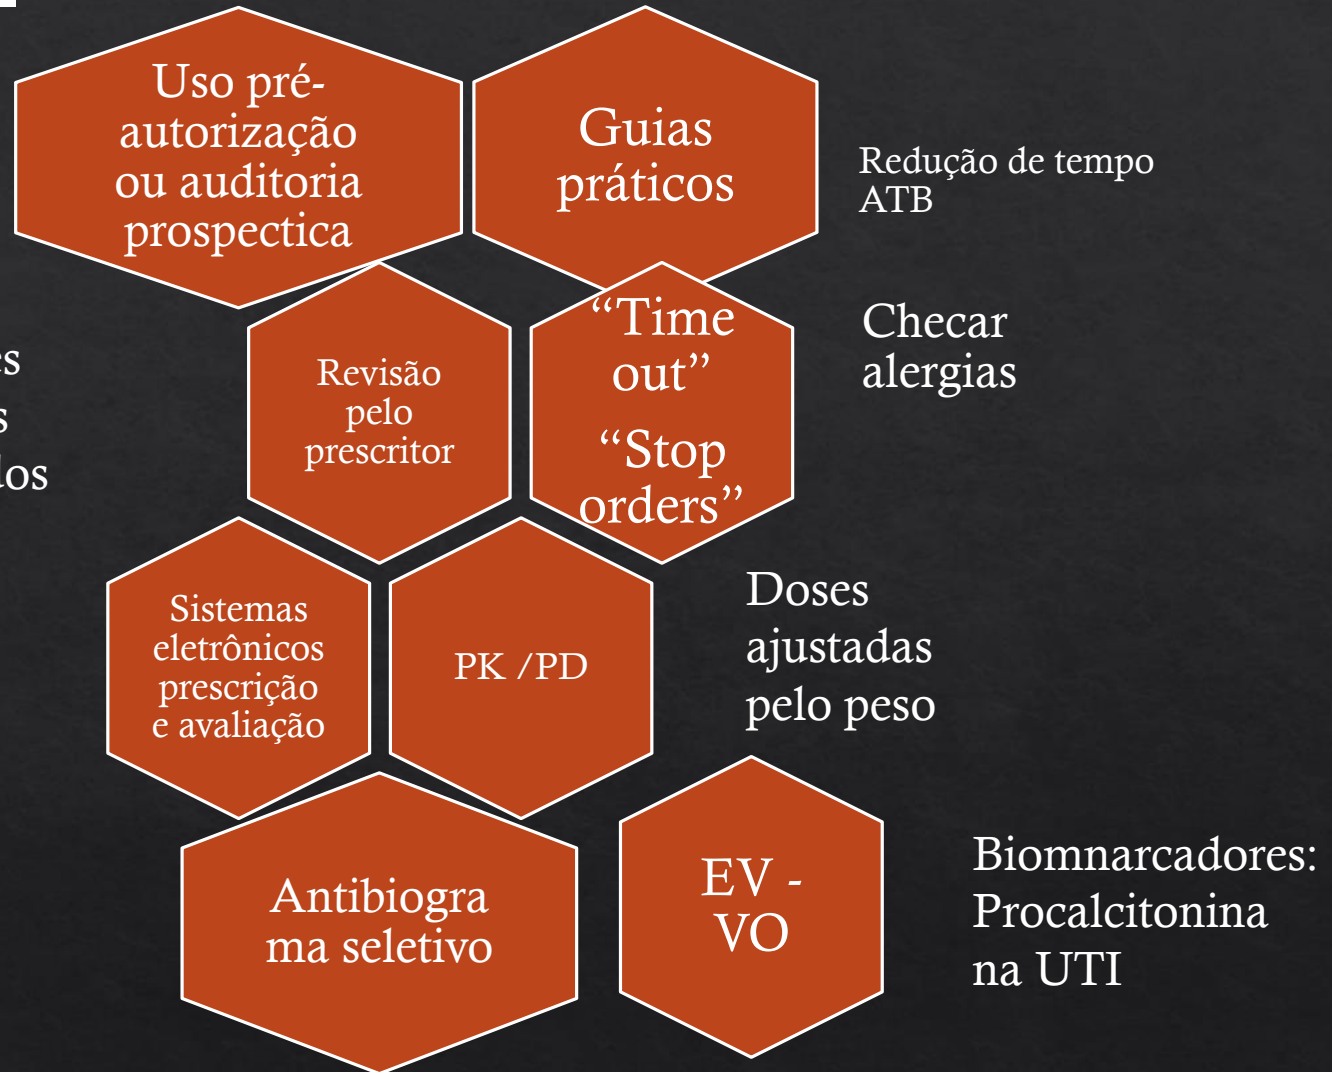 Uso pré-
autorização
ou auditoria
prospectica
Guias
práticos
Redução de tempo
ATB
Revisão
pelo
prescritor
“Time
out”
“Stop
orders”
Checar
alergias
Sistemas
eletrônicos
prescrição
e avaliação
PK /PD
Doses
ajustadas
pelo peso
Antibiogra
ma seletivo
EV -
VO
Biomnarcadores:
Procalcitonina
na UTI